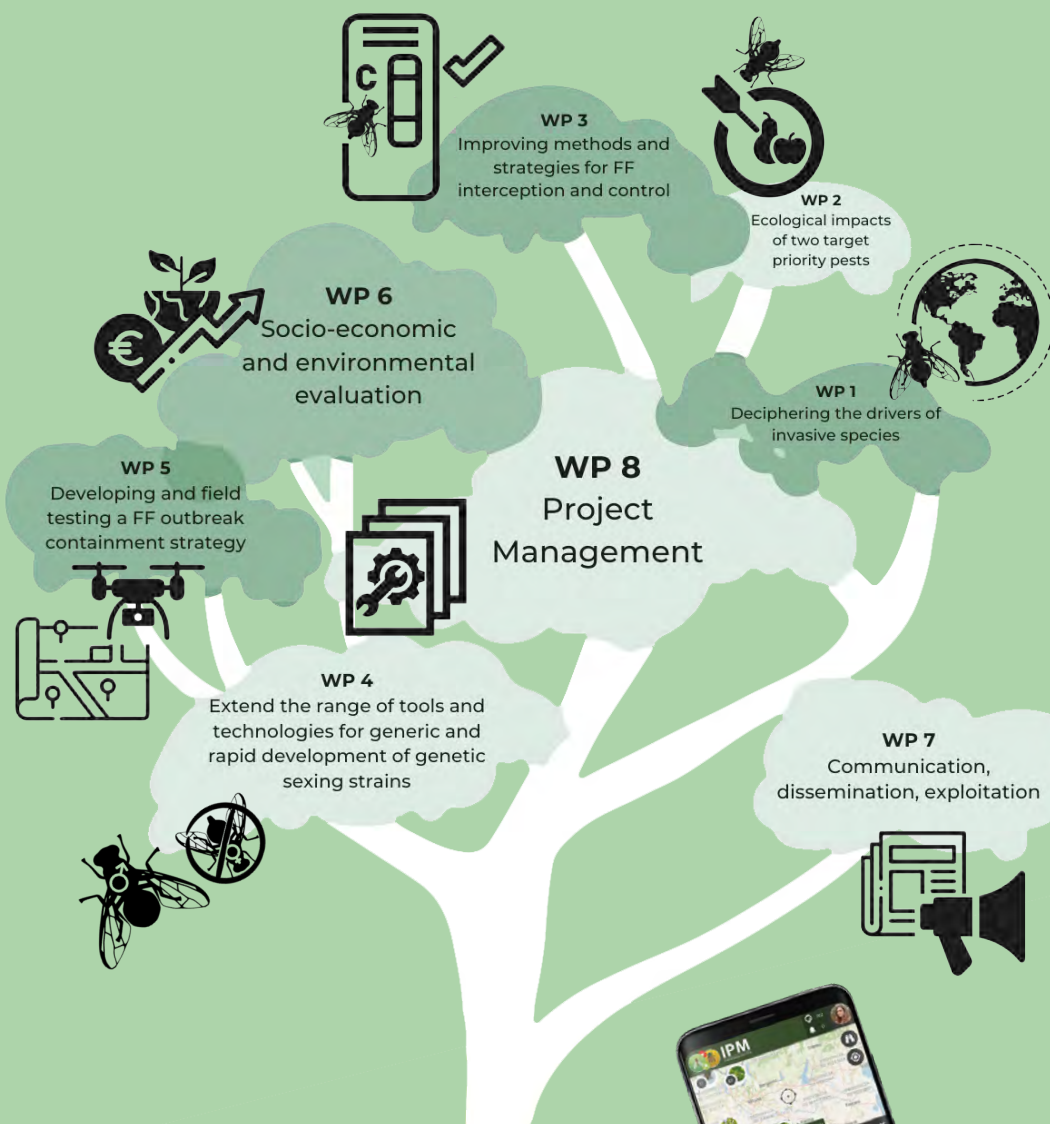 C
WP 3
Improving methods and
strategies for FF
interception and control
WP 2
Ecological impacts
of two target
priority pests
WP 6
Socio-economic
and environmental
evaluation
€
WP 1
Deciphering the drivers of
invasive species
WP 5
Developing and field
testing a FF outbreak
containment strategy
WP 8
Project
Management
WP 4
Extend the range of tools and
technologies for generic and
rapid development of genetic
sexing strains
WP 7
Communication,
dissemination, exploitation
IPM